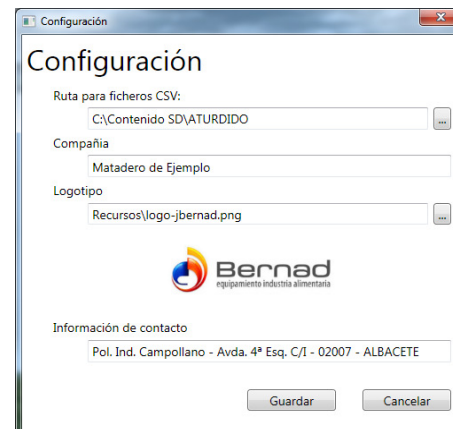 Configuración
Configuración
Ruta para ficheros CSV:
C:\Contenido SD\ATURDIDO
...
Compañia
Matadero de Ejemplo
Logotipo
Recursos\logo-jbernad.png
...
Bernad
equipamiento industria alimentaria
Información de contacto
Pol. Ind. Campollano - Avda. 4ª Esq. C/I - 02007 - ALBACETE
Guardar
Cancelar